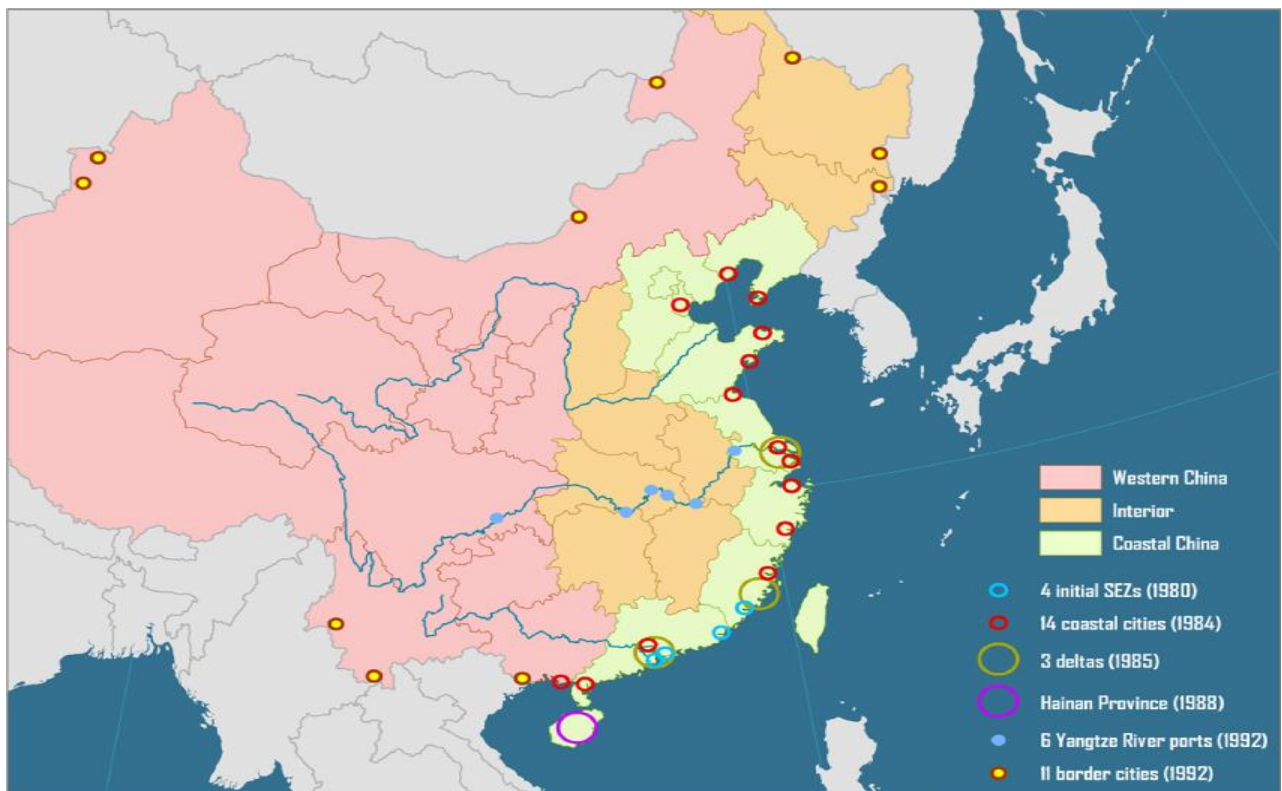 Western China
Interior
Coastal China
4 initial SEZs (1980)
14 coastal cities (1984)
3 deltas (1985)
Hainan Province (1988)
6 Yangtze River ports (1992)
11 border cities (1992)